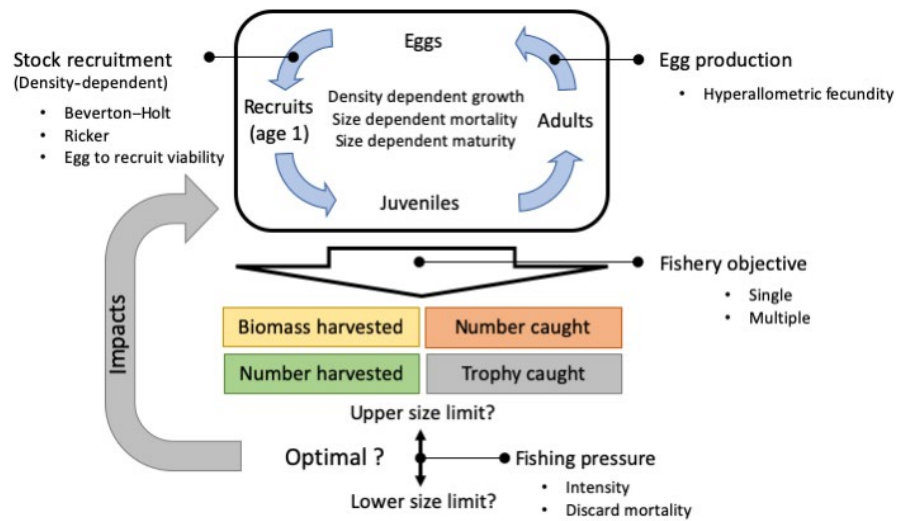 Stock recruitment
(Density-dependent)
• Beverton–Holt
• Ricker
• Egg to recruit viability
Eggs
Recruits
(age 1)
Density dependent growth
Size dependent mortality
Size dependent maturity
Adults
Juveniles
Egg production
• Hyperallometric fecundity
Fishery objective
• Single
• Multiple
Impacts
Biomass harvested
Number caught
Number harvested
Trophy caught
Upper size limit?
Optimal ?
Lower size limit?
Fishing pressure
• Intensity
• Discard mortality